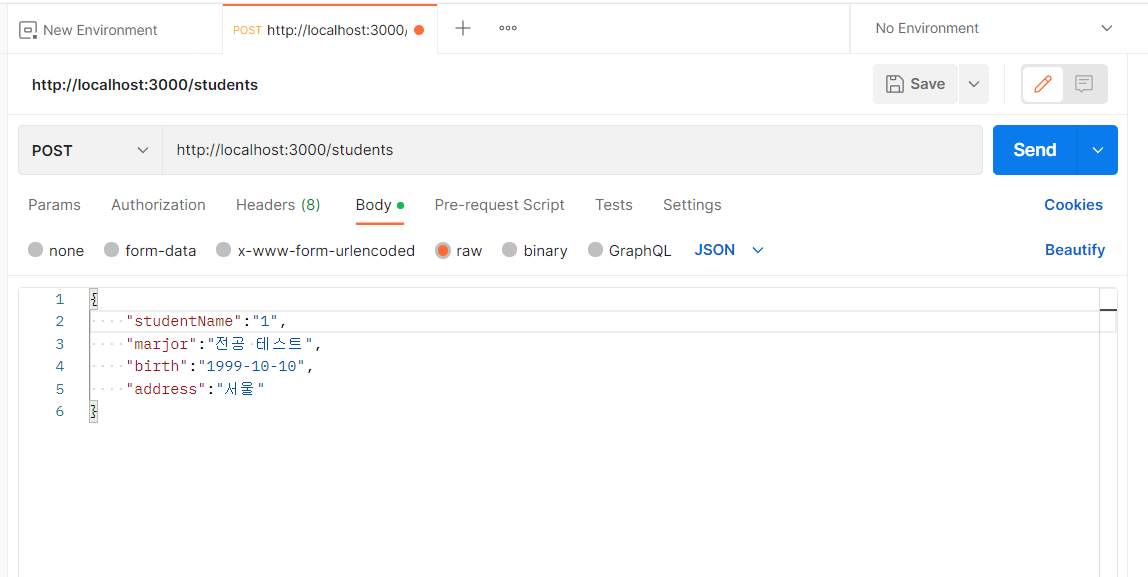 New Environment
POST http://localhost:3000/
No Environment
http://localhost:3000/students
Save
POST
http://localhost:3000/students
Send
Params Authorization Headers (8) Body Pre-request Script Tests Settings Cookies
none form-data x-www-form-urlencoded raw binary GraphQL JSON Beautify
1 {
2 "studentName":"1",
3 "marjor":"전공 테스트",
4 "birth":"1999-10-10",
5 "address":"서울"
6 }